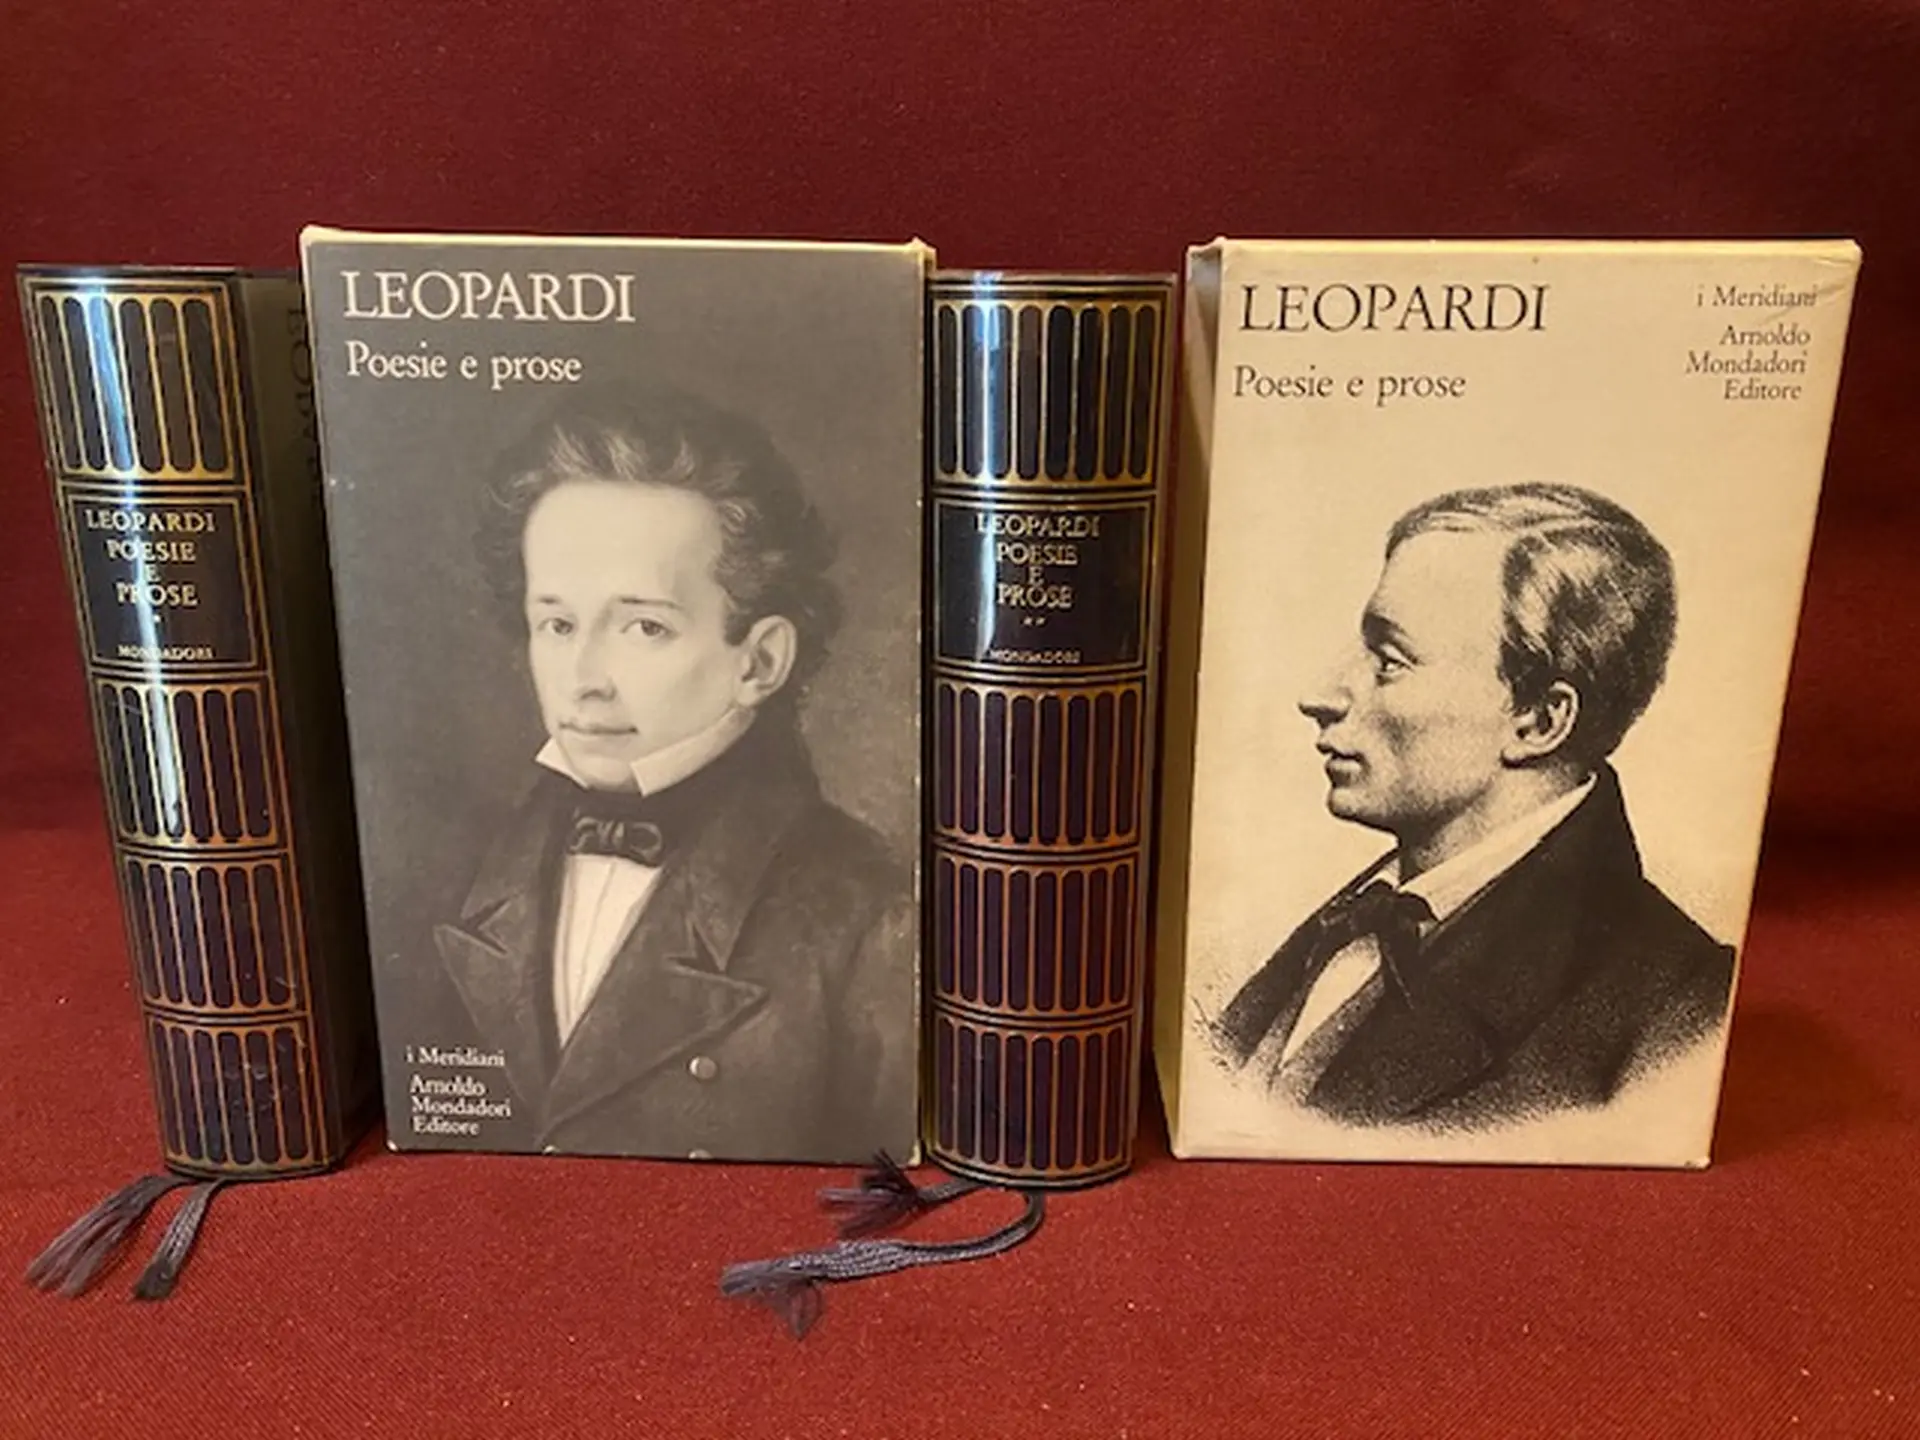 LEOPARDI
POESIE
E
PROSE
*
MONDADORI
LEOPARDI
Poesie e prose
i Meridiani
Arnoldo
Mondadori
Editore
LEOPARDI
POESIE
E
PROSE
**
MONDADORI
LEOPARDI
Poesie e prose
i Meridiani
Arnoldo
Mondadori
Editore